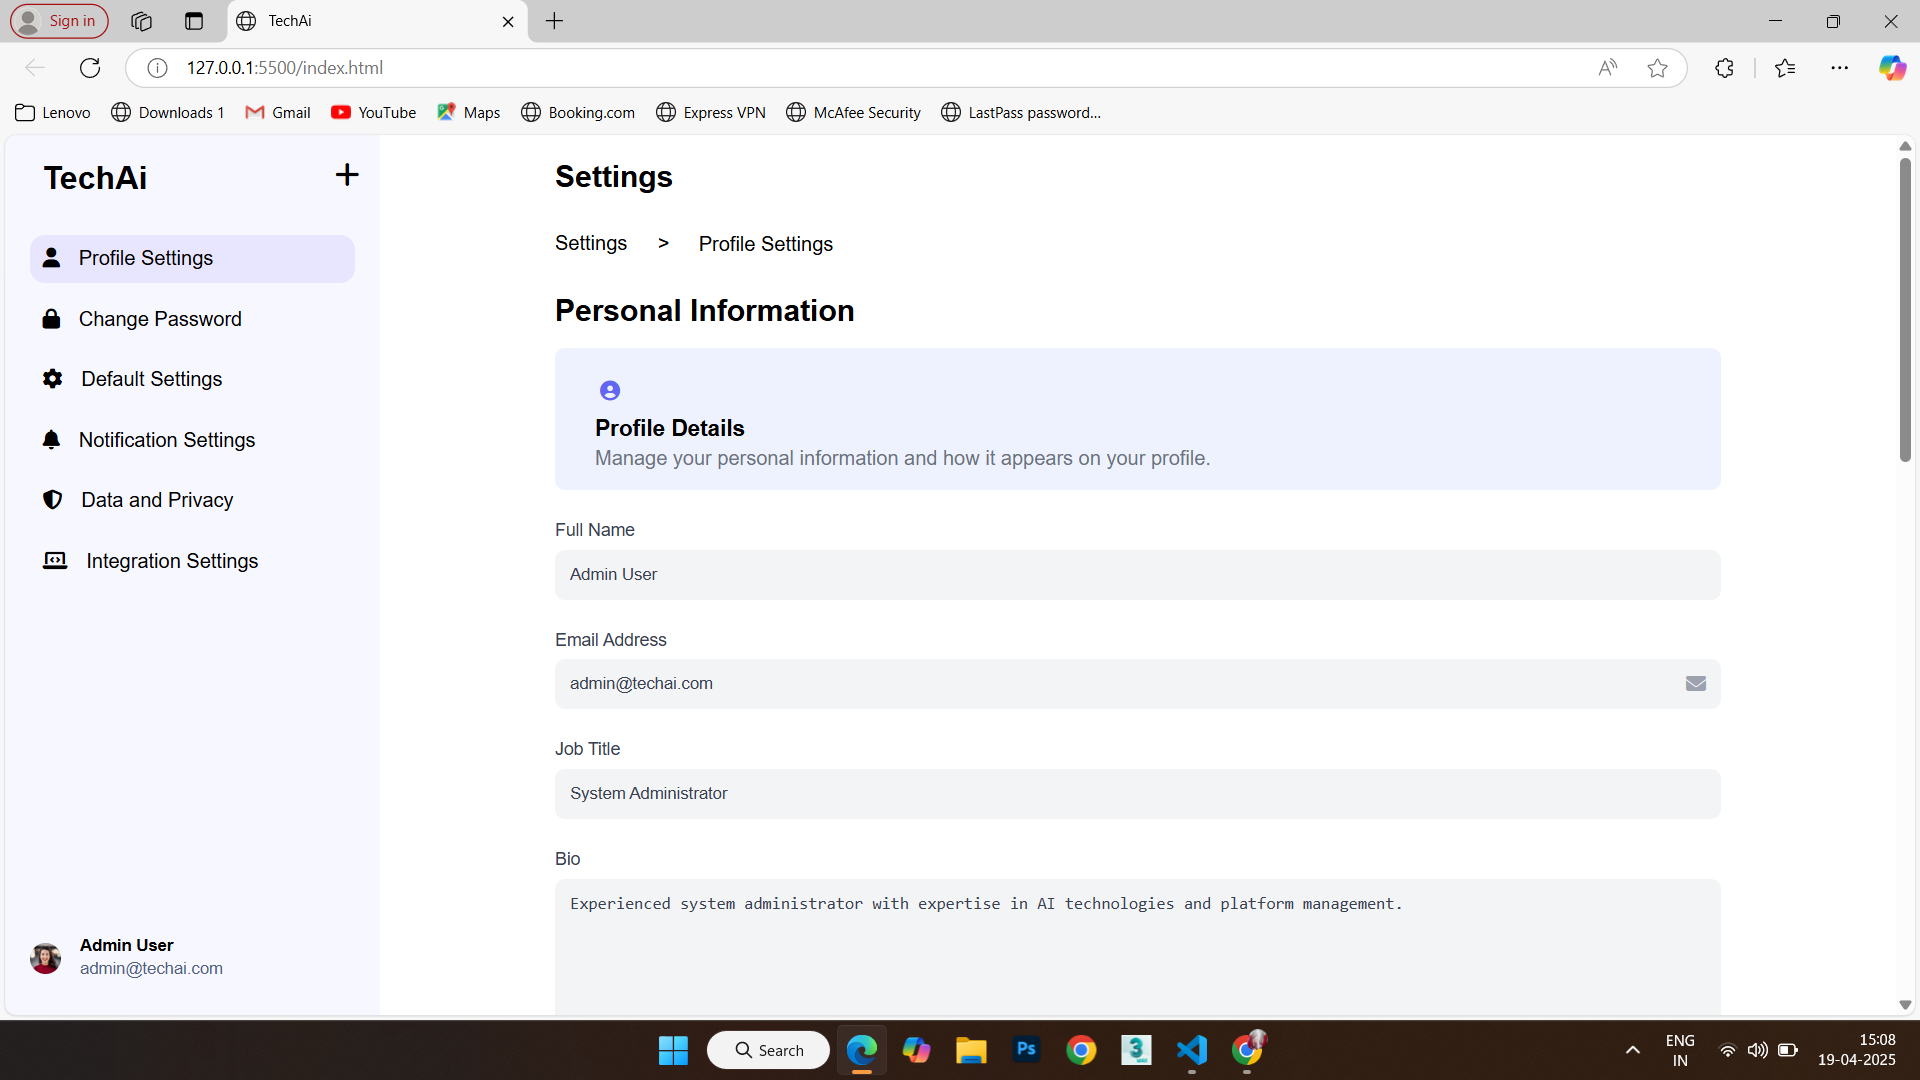 Sign in
TechAi
127.0.0.1:5500/index.html
Lenovo
Downloads 1
Gmail
YouTube
Maps
Booking.com
Express VPN
McAfee Security
LastPass password...
TechAi
Profile Settings
Change Password
Default Settings
Notification Settings
Data and Privacy
Integration Settings
Admin User
admin@techai.com
Settings
Settings > Profile Settings
Personal Information
Profile Details
Manage your personal information and how it appears on your profile.
Full Name
Admin User
Email Address
admin@techai.com
Job Title
System Administrator
Bio
Experienced system administrator with expertise in AI technologies and platform management.
Search
Ps
3
ENG
IN
15:08
19-04-2025